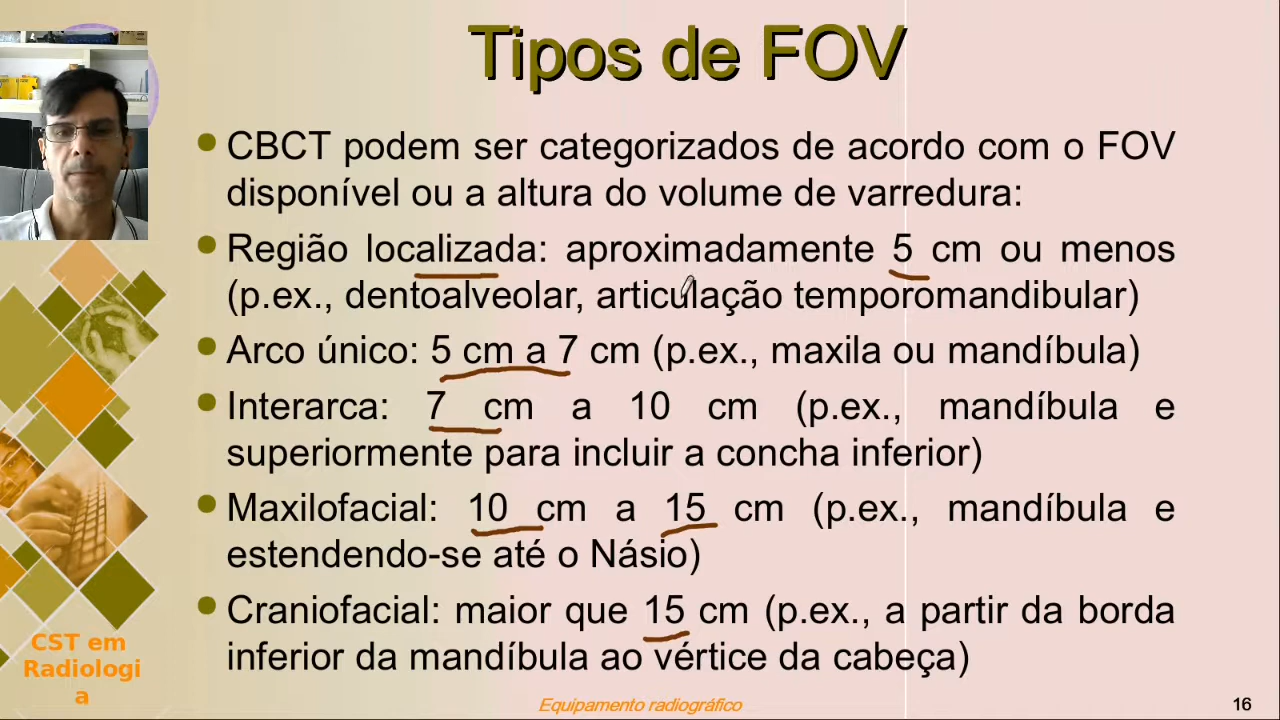 Tipos de FOV
• CBCT podem ser categorizados de acordo com o FOV
disponível ou a altura do volume de varredura:
• Região localizada: aproximadamente 5 cm ou menos
(p.ex., dentoalveolar, articulação temporomandibular)
• Arco único: 5 cm a 7 cm (p.ex., maxila ou mandíbula)
• Interarca: 7 cm a 10 cm (p.ex., mandíbula e
superiormente para incluir a concha inferior)
• Maxilofacial: 10 cm a 15 cm (p.ex., mandíbula e
estendendo-se até o Násio)
• Craniofacial: maior que 15 cm (p.ex., a partir da borda
inferior da mandíbula ao vértice da cabeça)
CST em
Radiologi
a
Equipamento radiográfico
16